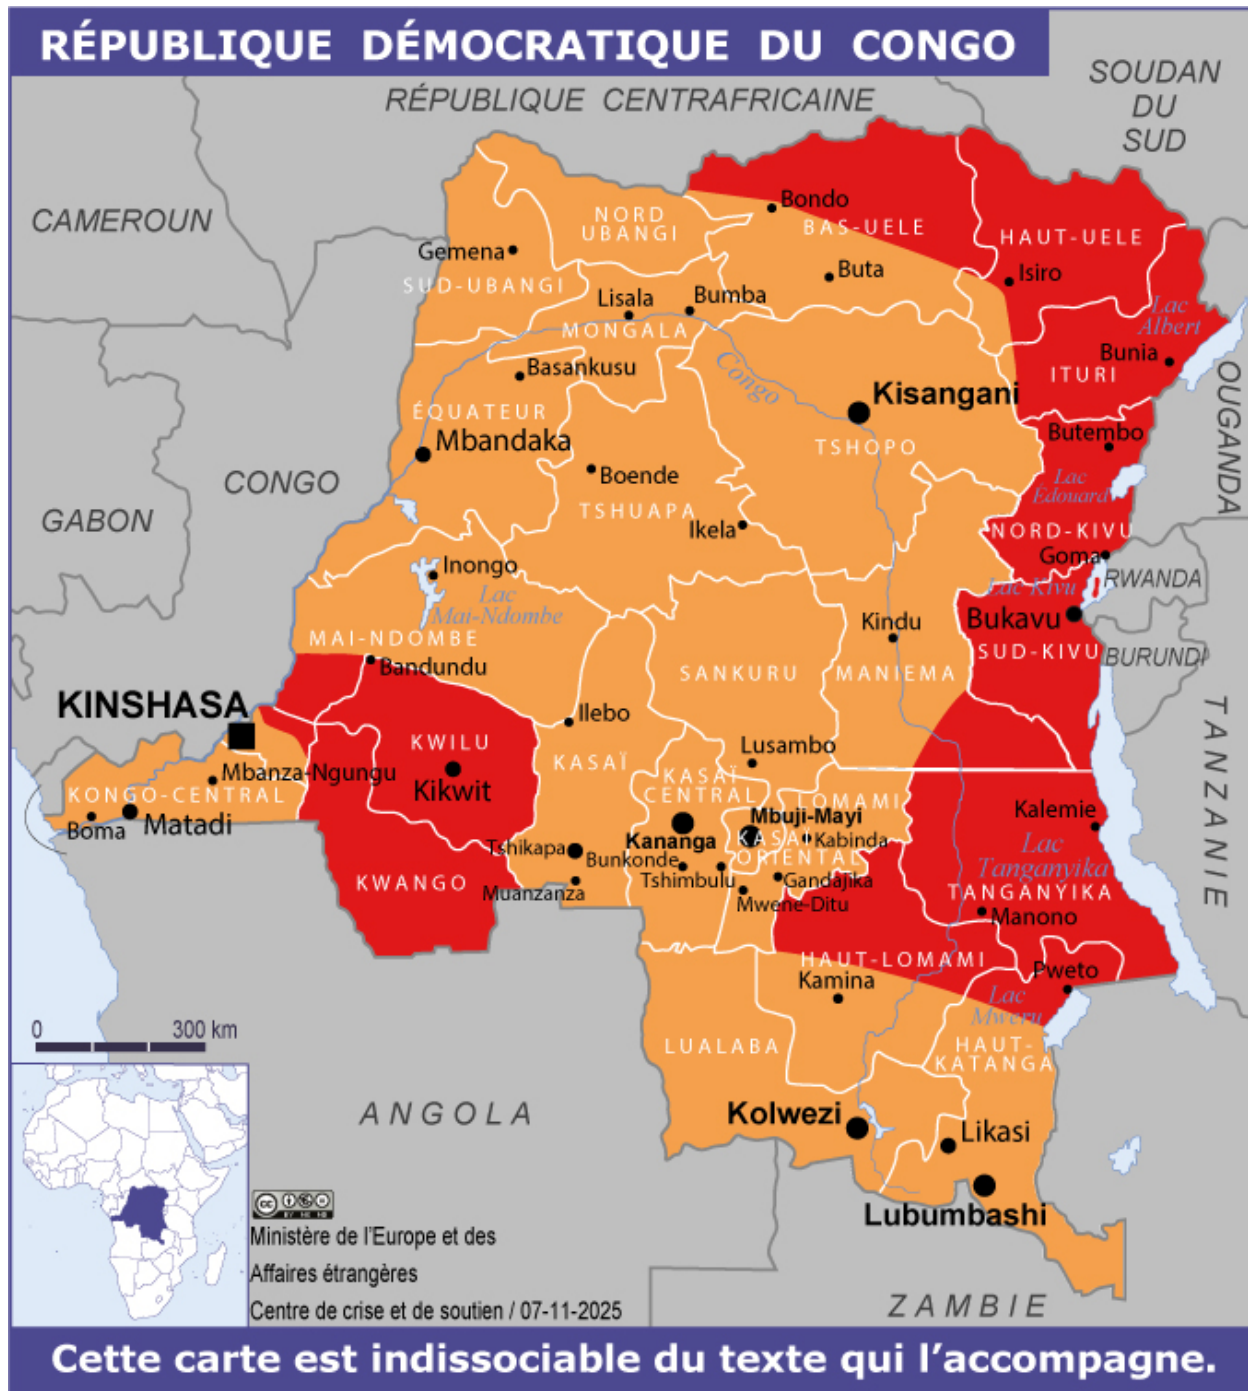 RÉPUBLIQUE DÉMOCRATIQUE DU CONGO
SOUDAN
DU
SUD
RÉPUBLIQUE CENTRAFRICAINE
CAMEROUN
NORD
UBANGI
Bondo
BAS-UELE
HAUT-UELE
Gemena
SUD-UBANGI
Buta
Isiro
Lisala
Bumba
MONGALA
Lac
Albert
Bunia
ITURI
Basankusu
Congo
Kisangani
OUGANDA
ÉQUATEUR
Mbandaka
TSHOPO
Butembo
Boende
Lac
Édouard
CONGO
GABON
TSHUAPA
Ikela
NORD-KIVU
Goma
Inongo
Lac
Mai-Ndombe
Lac Kivu
RWANDA
Bukavu
Kindu
MAI-NDOMBE
Bandundu
SANKURU
MANIEMA
SUD-KIVU
BURUNDI
KINSHASA
Ilebo
KWILU
KASAÏ
Lusambo
TANZANIE
Mbanza-Ngungu
Kikwit
KASAÏ
CENTRAL
LOMAMI
KONGO-CENTRAL
Boma
Matadi
Mbuji-Mayi
Kalemie
Kananga
KASAÏ
ORIENTAL
Kabinda
Tshikapa
Bunkonde
Lac
Tanganyika
KWANGO
Muanzanza
Tshimbulu
Gandajika
TANGANYIKA
Mwene-Ditu
Manono
HAUT-LOMAMI
Pweto
Kamina
Lac
Mweru
0 300 km
LUALABA
HAUT-
KATANGA
ANGOLA
Kolwezi
Likasi
Lubumbashi
cc
BY NC ND
Ministère de l'Europe et des
Affaires étrangères
Centre de crise et de soutien / 07-11-2025
ZAMBIE
Cette carte est indissociable du texte qui l'accompagne.